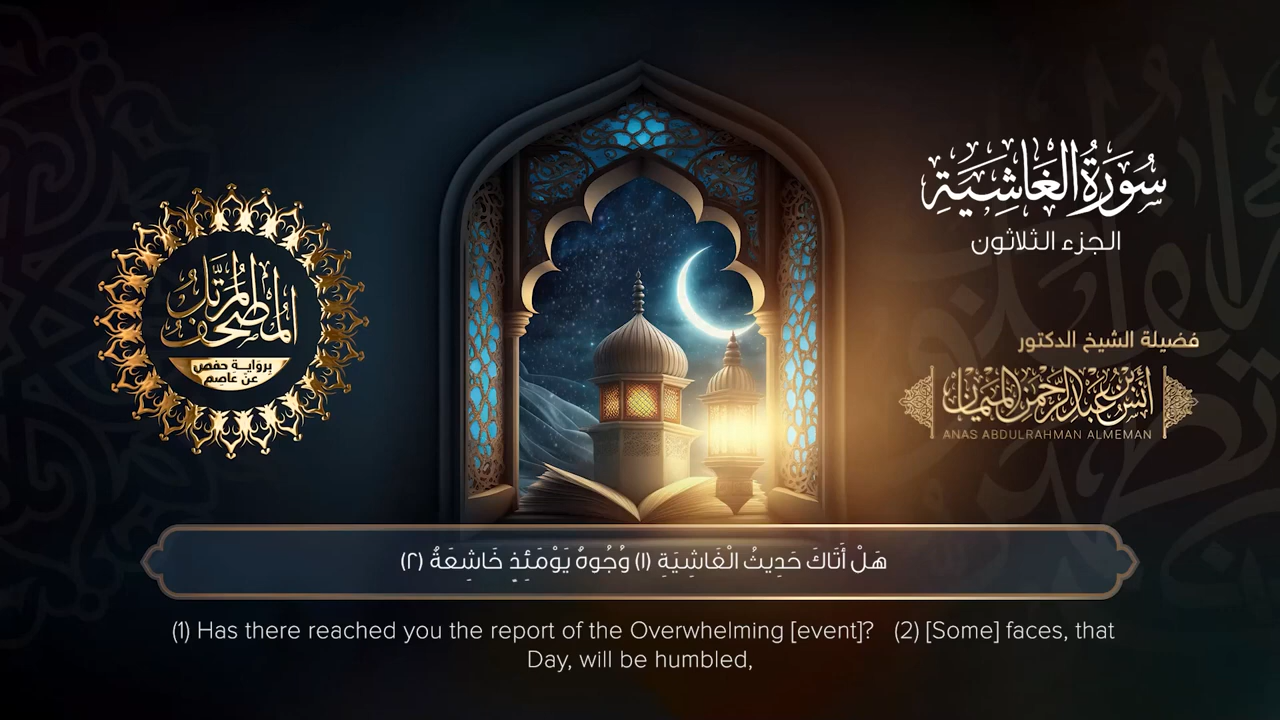 سُورَةُ الغَاشِيَةِ
الجزء الثلاثون
المصحف المرتل
برواية حفص
عن عاصم
فضيلة الشيخ الدكتور
أنس بن عبد الرحمن الميمان
ANAS ABDULRAHMAN ALMEMAN
هَلْ أَتَاكَ حَدِيثُ الْغَاشِيَةِ (١) وُجُوهٌ يَوْمَئِذٍ خَاشِعَةٌ (٢)
(1) Has there reached you the report of the Overwhelming [event]? (2) [Some] faces, that
Day, will be humbled,